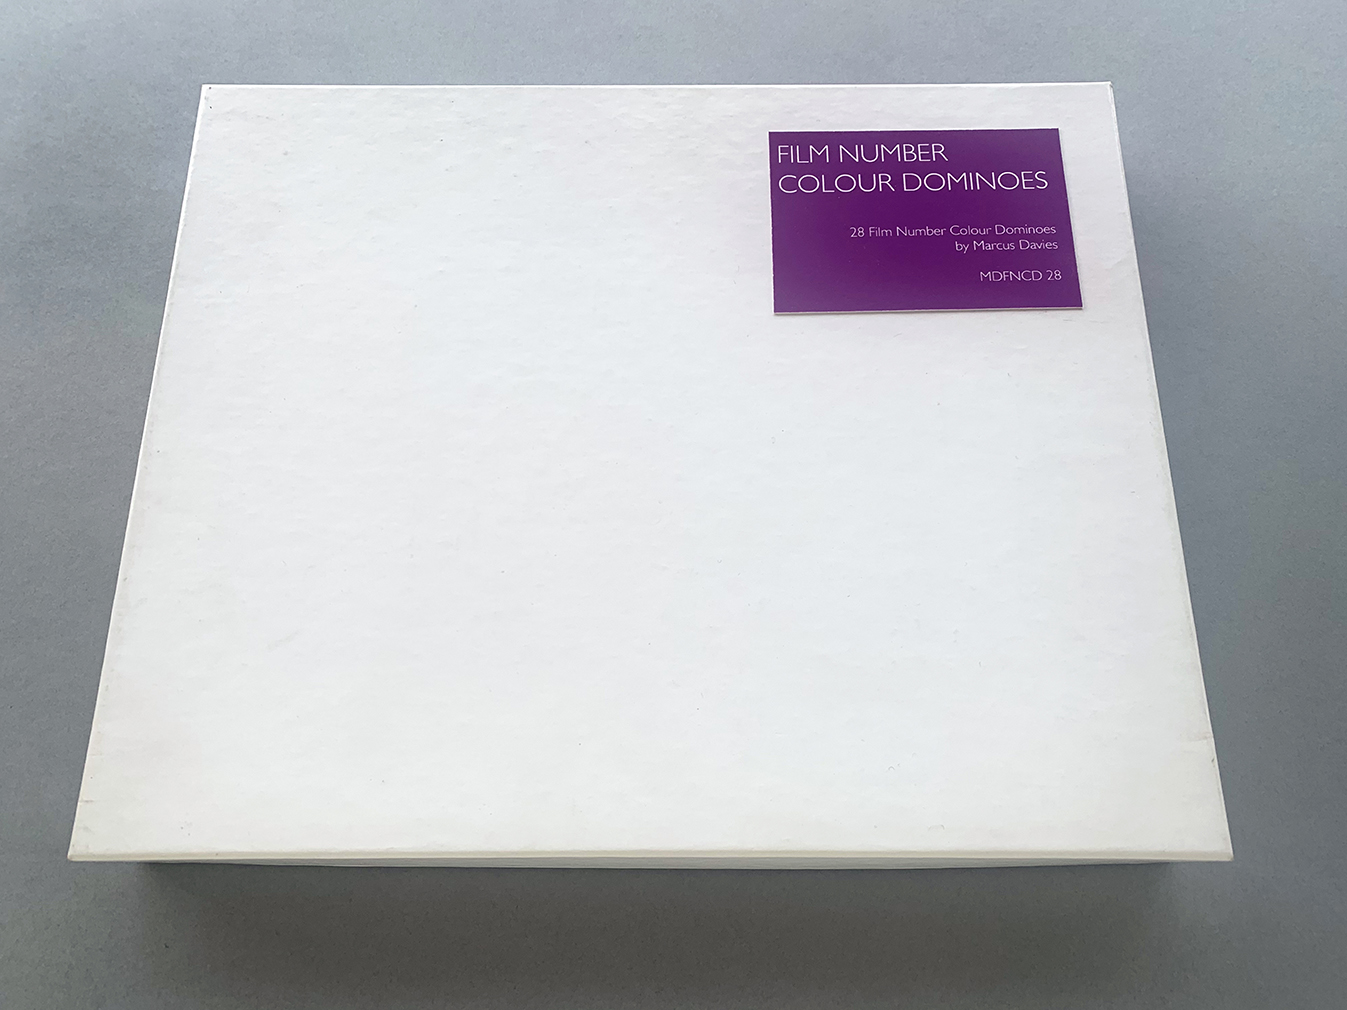 FILM NUMBER
COLOUR DOMINOES
28 Film Number Colour Dominoes
by Marcus Davies
MDFNCD 28